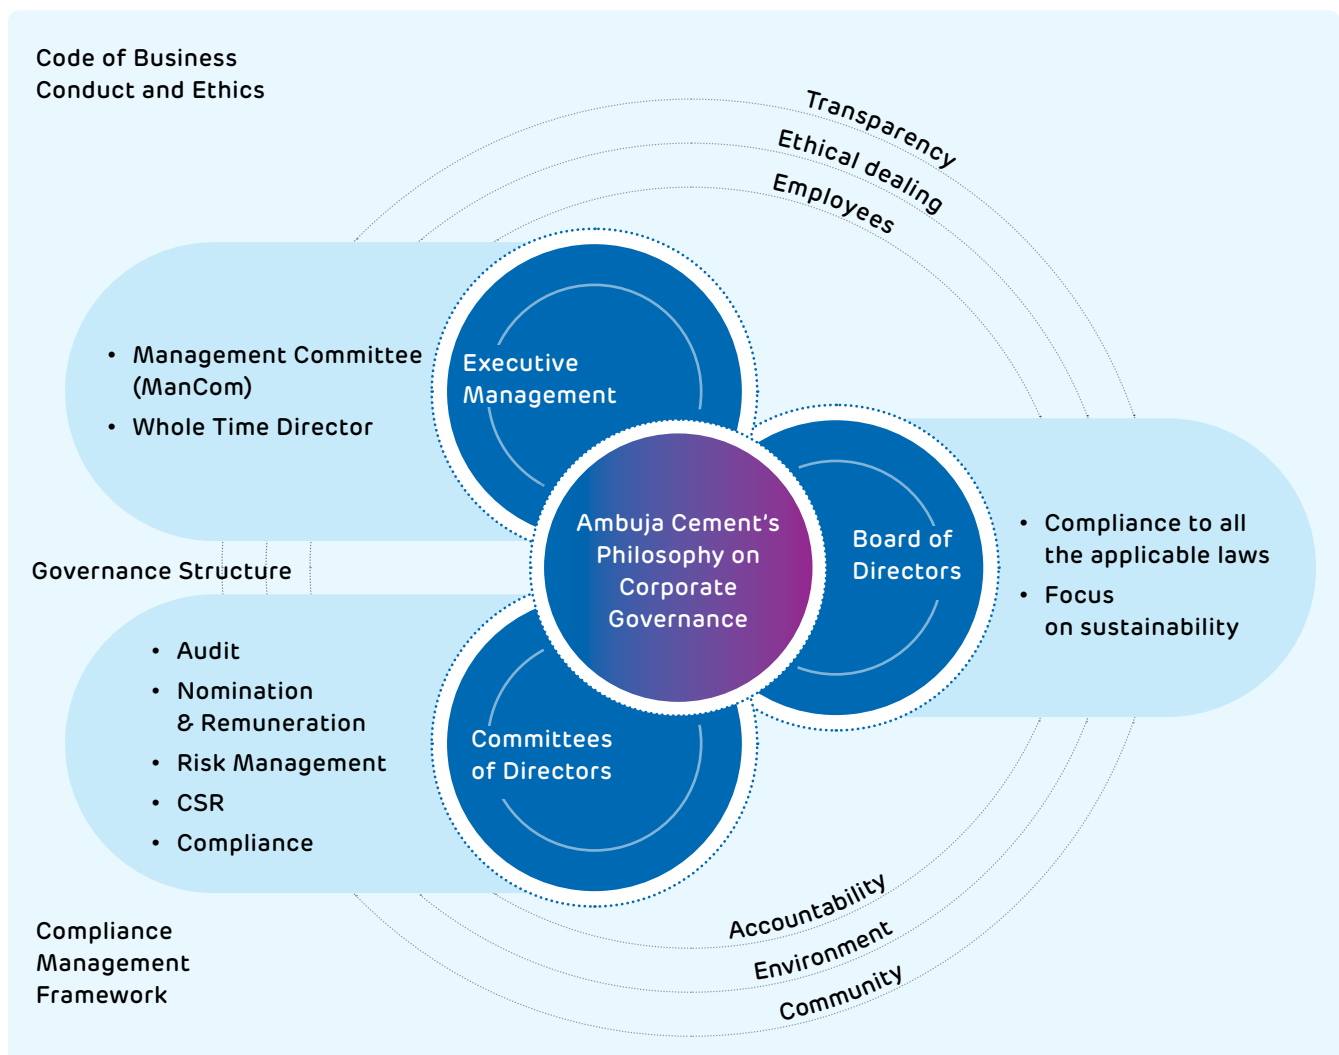 Code of Business
Conduct and Ethics
Transparency
Ethical dealing
Employees
• Management Committee
(ManCom)
• Whole Time Director
Executive
Management
Ambuja Cement's
Philosophy on
Corporate
Governance
Board of
Directors
• Compliance to all
the applicable laws
• Focus
on sustainability
Governance Structure
• Audit
• Nomination
& Remuneration
• Risk Management
• CSR
• Compliance
Committees
of Directors
Accountability
Environment
Community
Compliance
Management
Framework